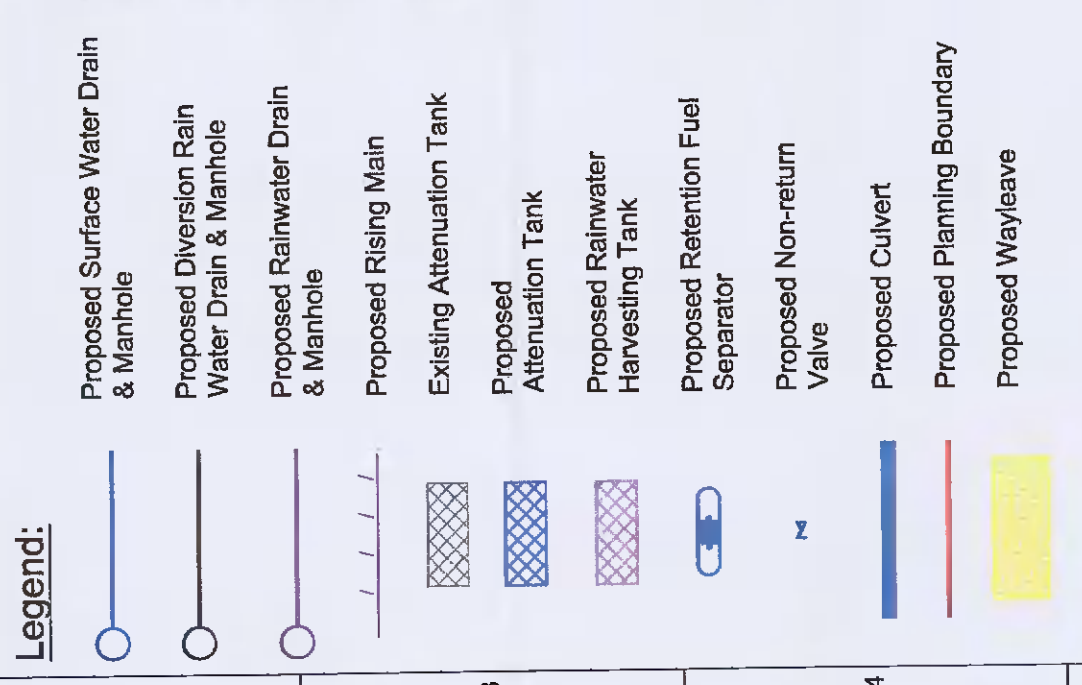 Legend:
Proposed Surface Water Drain
& Manhole
Proposed Diversion Rain
Water Drain & Manhole
Proposed Rainwater Drain
& Manhole
Proposed Rising Main
Existing Attenuation Tank
Proposed
Attenuation Tank
Proposed Rainwater
Harvesting Tank
Proposed Retention Fuel
Separator
Proposed Non-return
Valve
Proposed Culvert
Proposed Planning Boundary
Proposed Wayleave